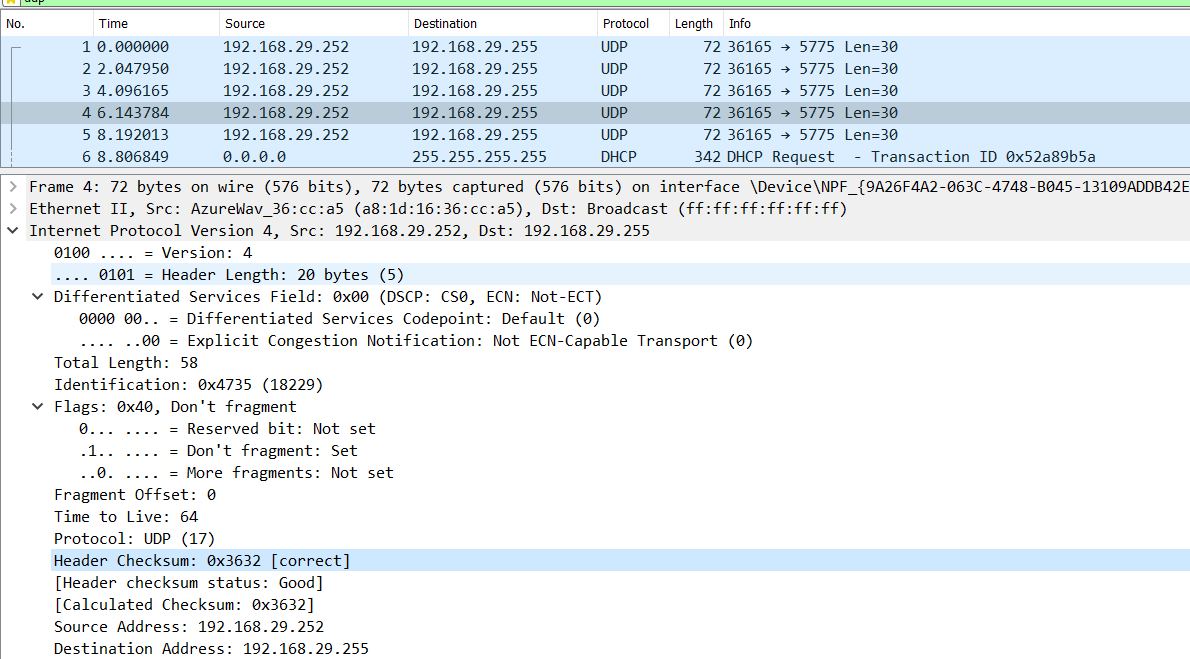 udp
No. Time Source Destination Protocol Length Info
1 0.000000 192.168.29.252 192.168.29.255 UDP 72 36165 → 5775 Len=30
2 2.047950 192.168.29.252 192.168.29.255 UDP 72 36165 → 5775 Len=30
3 4.096165 192.168.29.252 192.168.29.255 UDP 72 36165 → 5775 Len=30
4 6.143784 192.168.29.252 192.168.29.255 UDP 72 36165 → 5775 Len=30
5 8.192013 192.168.29.252 192.168.29.255 UDP 72 36165 → 5775 Len=30
6 8.806849 0.0.0.0 255.255.255.255 DHCP 342 DHCP Request  - Transaction ID 0x52a89b5a
Frame 4: 72 bytes on wire (576 bits), 72 bytes captured (576 bits) on interface \Device\NPF_{9A26F4A2-063C-4748-B045-13109ADDB42E
Ethernet II, Src: AzureWav_36:cc:a5 (a8:1d:16:36:cc:a5), Dst: Broadcast (ff:ff:ff:ff:ff:ff)
Internet Protocol Version 4, Src: 192.168.29.252, Dst: 192.168.29.255
0100 .... = Version: 4
.... 0101 = Header Length: 20 bytes (5)
Differentiated Services Field: 0x00 (DSCP: CS0, ECN: Not-ECT)
0000 00.. = Differentiated Services Codepoint: Default (0)
.... ..00 = Explicit Congestion Notification: Not ECN-Capable Transport (0)
Total Length: 58
Identification: 0x4735 (18229)
Flags: 0x40, Don't fragment
0... .... = Reserved bit: Not set
.1.. .... = Don't fragment: Set
..0. .... = More fragments: Not set
Fragment Offset: 0
Time to Live: 64
Protocol: UDP (17)
Header Checksum: 0x3632 [correct]
[Header checksum status: Good]
[Calculated Checksum: 0x3632]
Source Address: 192.168.29.252
Destination Address: 192.168.29.255